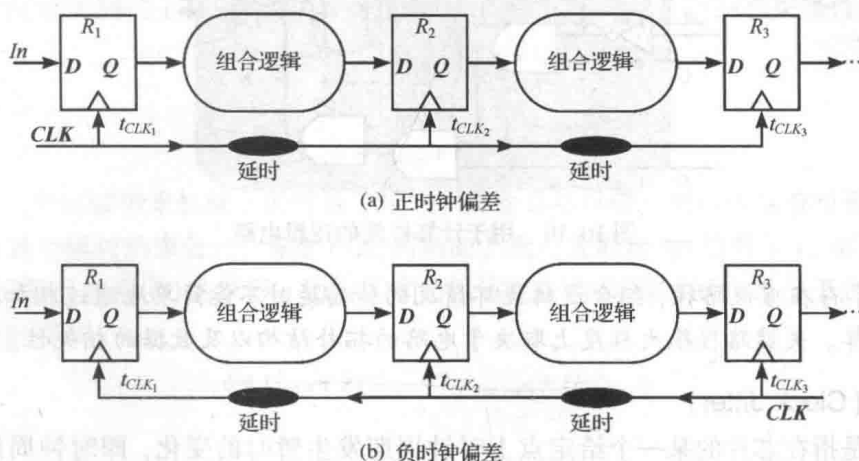 R1 R2 R3
In D Q 组合逻辑 D Q 组合逻辑 D Q ...
CLK tCLK1 tCLK2 tCLK3
延时 延时
(a) 正时钟偏差
R1 R2 R3
In D Q 组合逻辑 D Q 组合逻辑 D Q ...
tCLK1 tCLK2 tCLK3
延时 延时 CLK
(b) 负时钟偏差